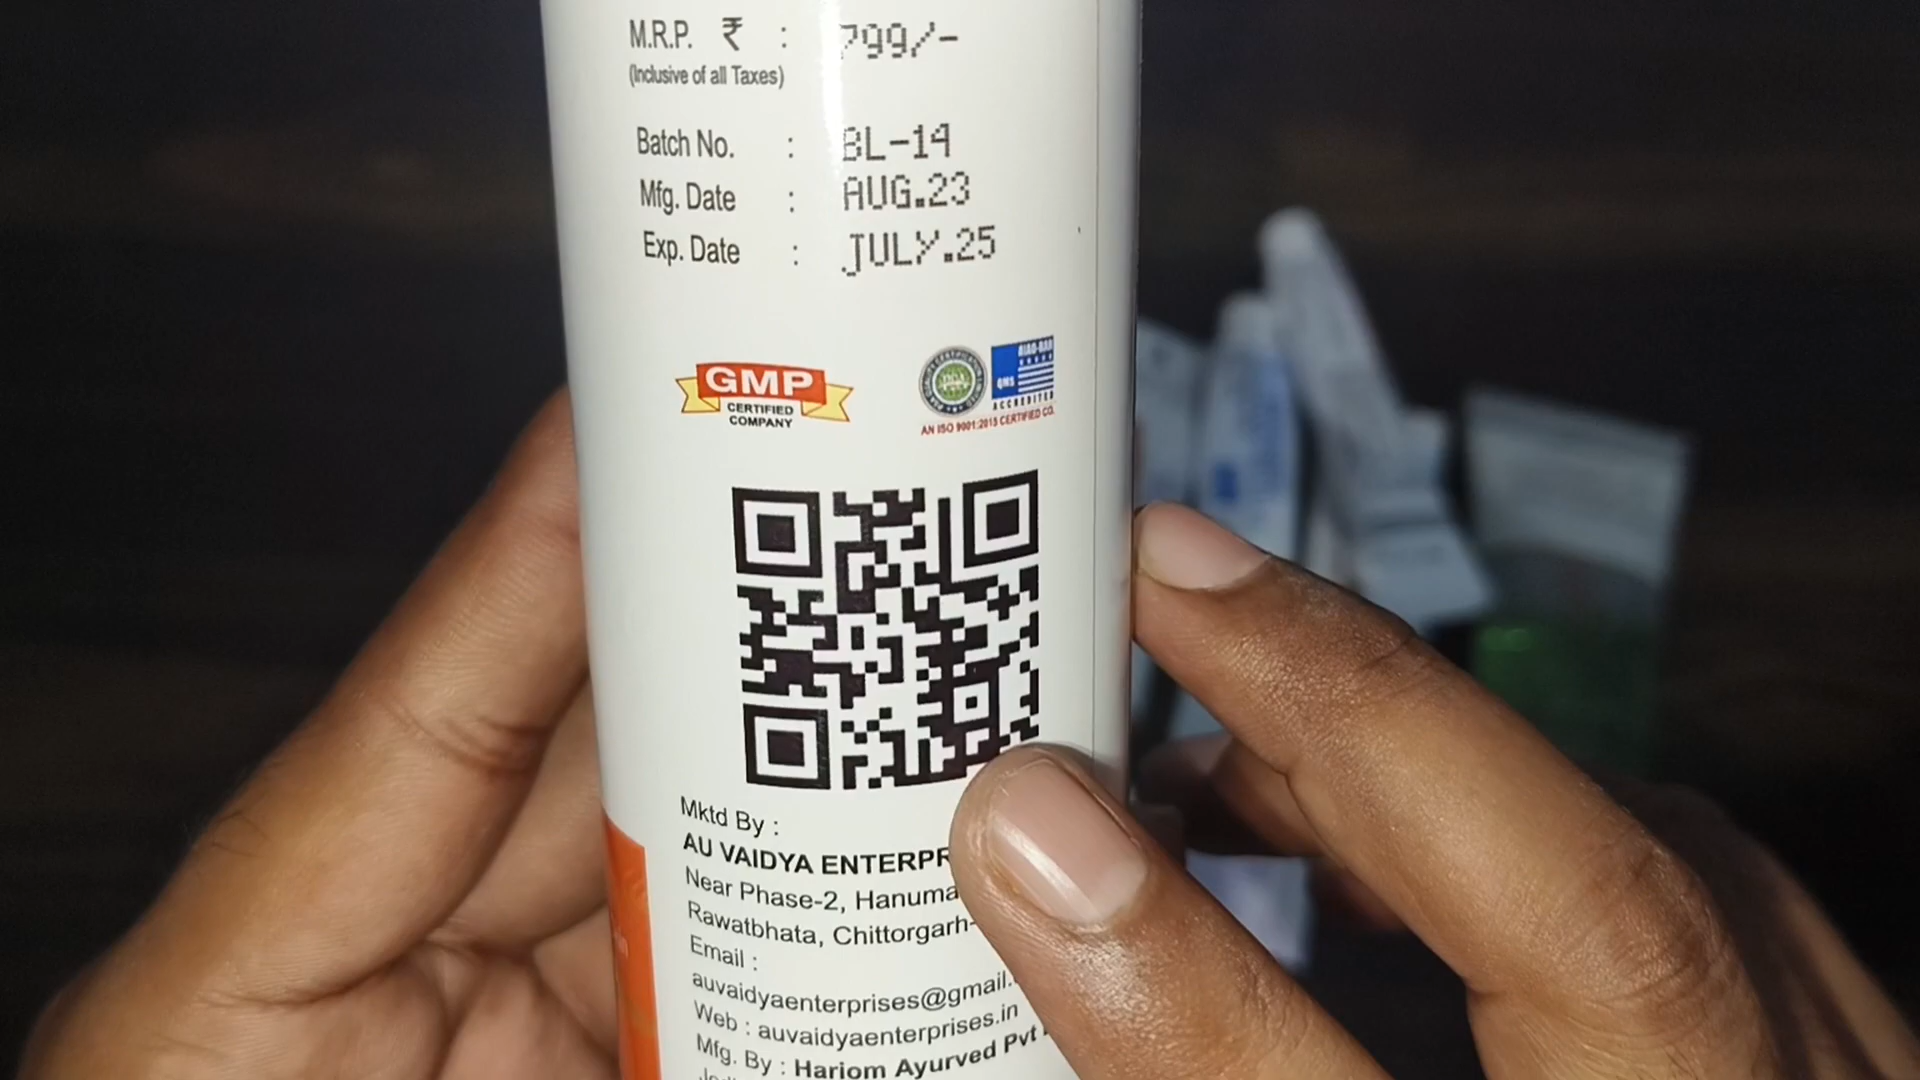 M.R.P. ₹ : 799/-
(Inclusive of all Taxes)
Batch No. : BL-14
Mfg. Date : AUG.23
Exp. Date : JULY.25
GMP
CERTIFIED
COMPANY
QMS
ACCREDITED
AN ISO 9001:2015 CERTIFIED CO.
Mktd By :
AU VAIDYA ENTERPR
Near Phase-2, Hanuma
Rawatbhata, Chittorgarh-
Email :
auvaidyaenterprises@gmail.
Web : auvaidyaenterprises.in
Mfg. By : Hariom Ayurved Pvt